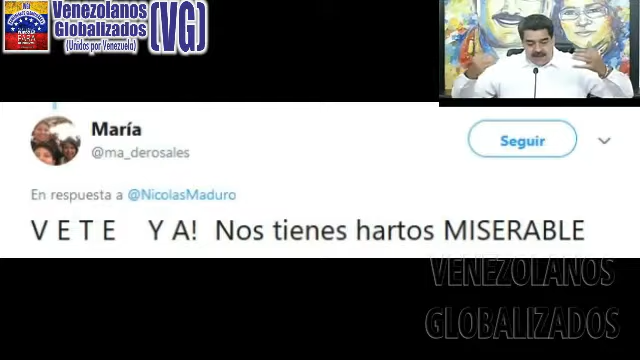 Venezolanos
Globalizados
(Unidos por Venezuela)
(VG)
María
@ma_derosales
Seguir
En respuesta a @NicolasMaduro
V E T E Y A! Nos tienes hartos MISERABLE
VENEZOLANOS
GLOBALIZADOS